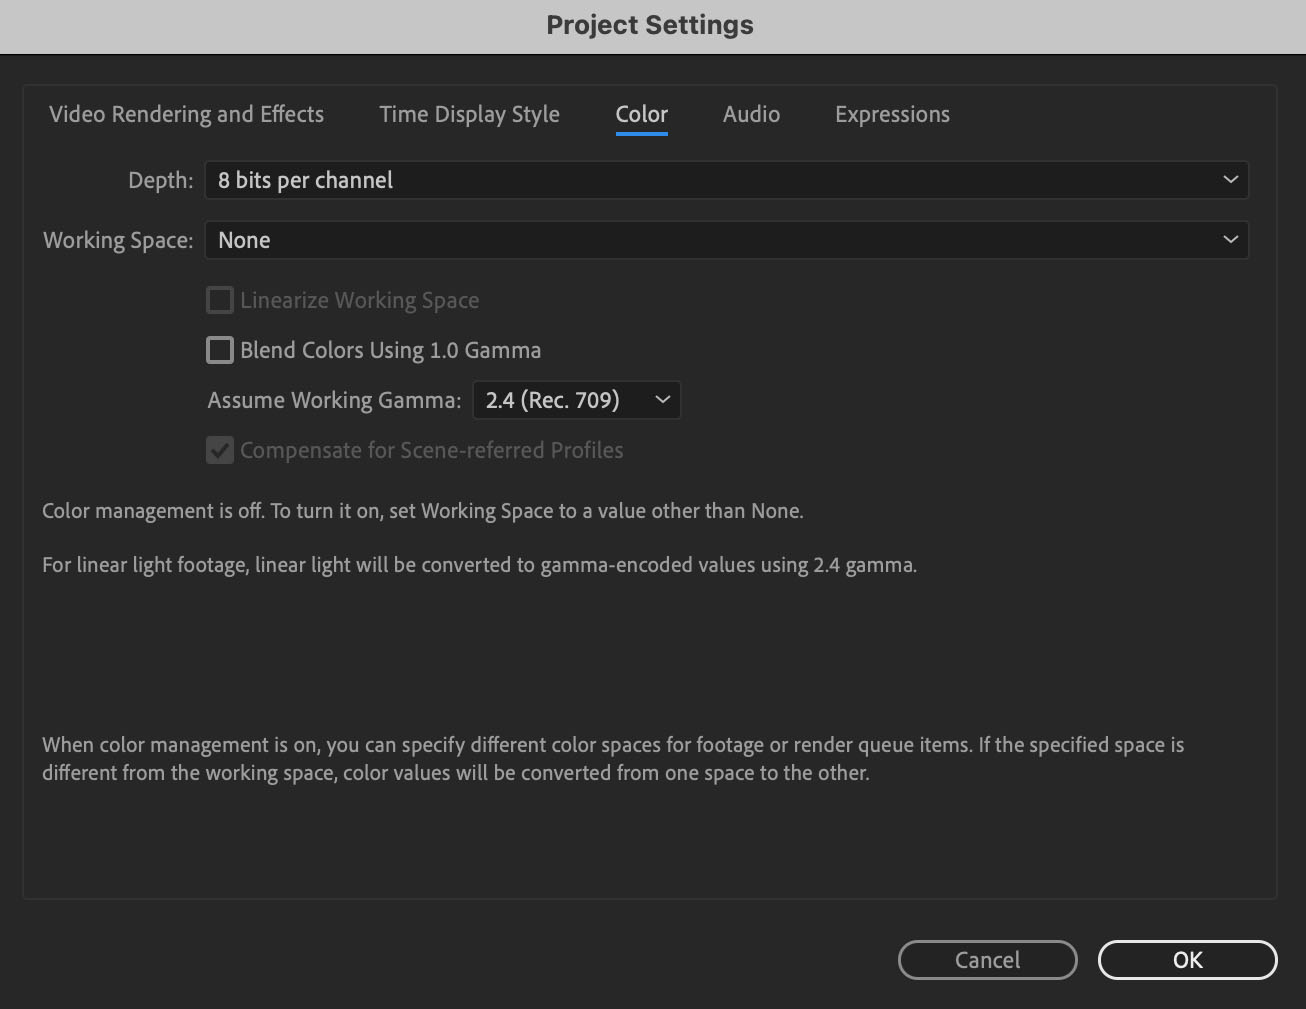 Project Settings
Video Rendering and Effects
Time Display Style
Color
Audio
Expressions
Depth: 8 bits per channel
Working Space: None
Linearize Working Space
Blend Colors Using 1.0 Gamma
Assume Working Gamma: 2.4 (Rec. 709)
Compensate for Scene-referred Profiles
Color management is off. To turn it on, set Working Space to a value other than None.
For linear light footage, linear light will be converted to gamma-encoded values using 2.4 gamma.
When color management is on, you can specify different color spaces for footage or render queue items. If the specified space is
different from the working space, color values will be converted from one space to the other.
Cancel
OK